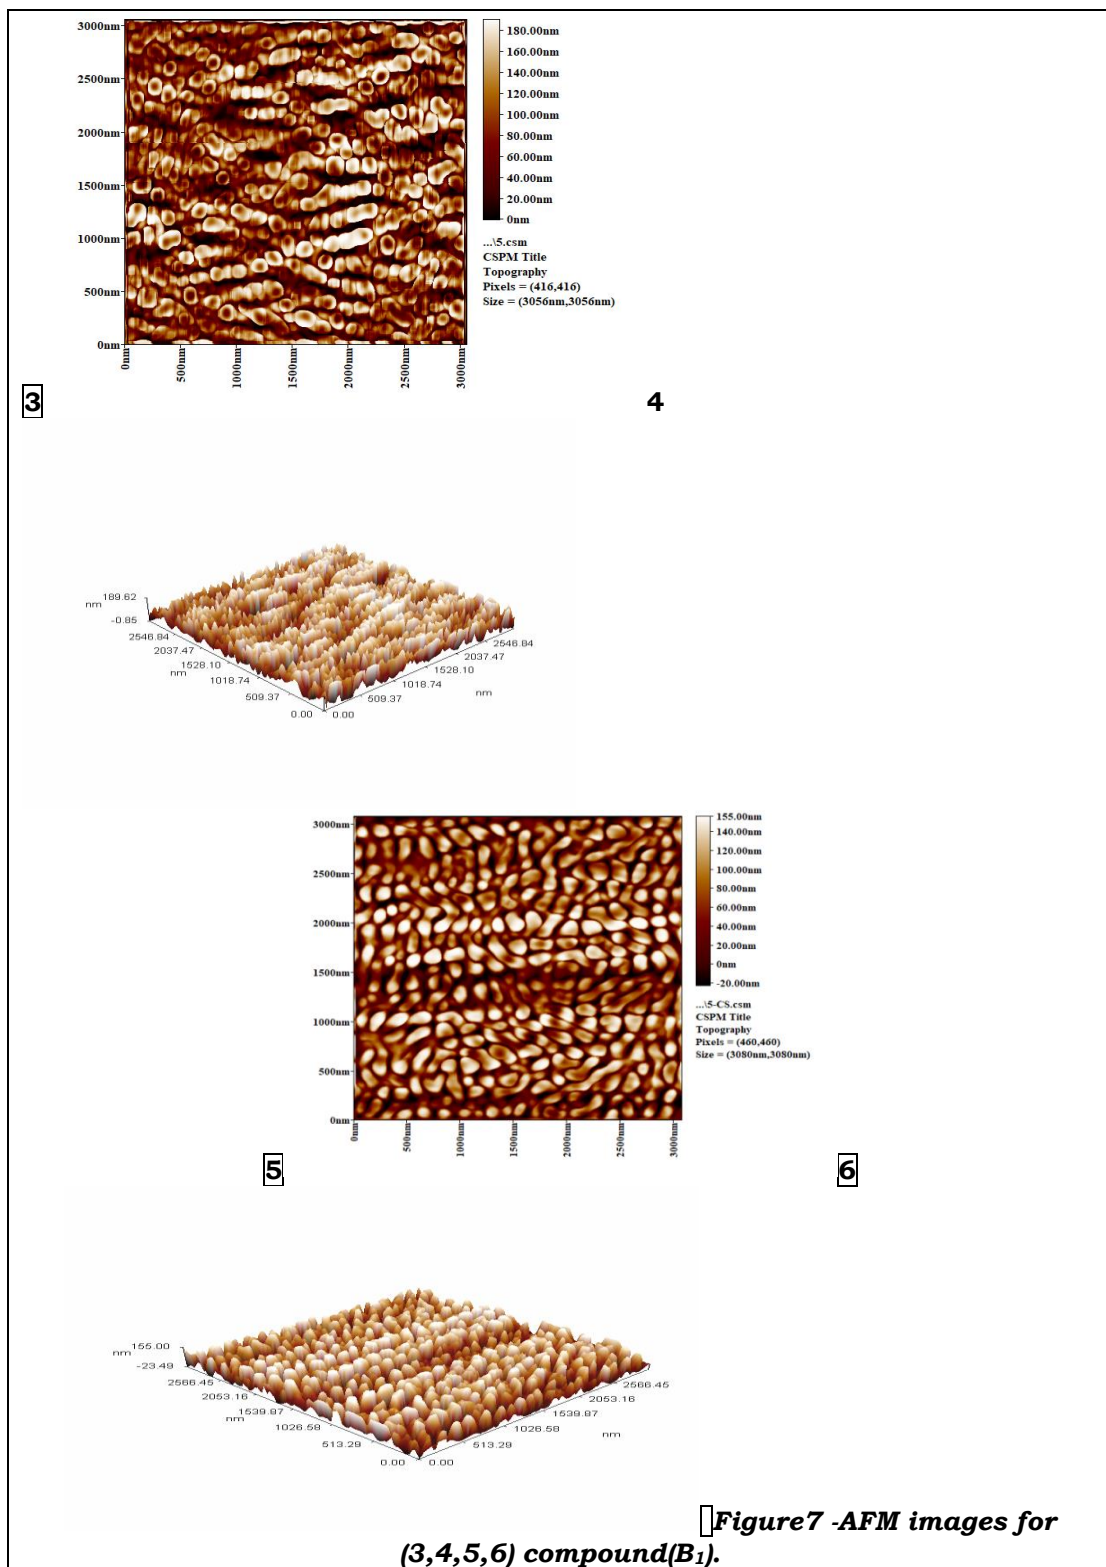 3000nm
2500nm
2000nm
1500nm
1000nm
500nm
0nm
0nm 500nm 1000nm 1500nm 2000nm 2500nm 3000nm
180.00nm
160.00nm
140.00nm
120.00nm
100.00nm
80.00nm
60.00nm
40.00nm
20.00nm
0nm
...\5.csm
CSPM Title
Topography
Pixels = (416,416)
Size = (3056nm,3056nm)
3 4
189.62
nm
-0.85
2546.84
2037.47
1528.10
nm
1018.74
509.37
0.00
0.00
509.37
1018.74
nm
1528.10
2037.47
2546.84
3000nm
2500nm
2000nm
1500nm
1000nm
500nm
0nm
0nm 500nm 1000nm 1500nm 2000nm 2500nm 3000nm
155.00nm
140.00nm
120.00nm
100.00nm
80.00nm
60.00nm
40.00nm
20.00nm
0nm
-20.00nm
...\5-CS.csm
CSPM Title
Topography
Pixels = (460,460)
Size = (3080nm,3080nm)
5 6
155.00
nm
-23.49
2566.45
2053.16
1539.87
nm
1026.58
513.29
0.00
0.00
513.29
1026.58
nm
1539.87
2053.16
2566.45
Figure7 -AFM images for
(3,4,5,6) compound(B₁).